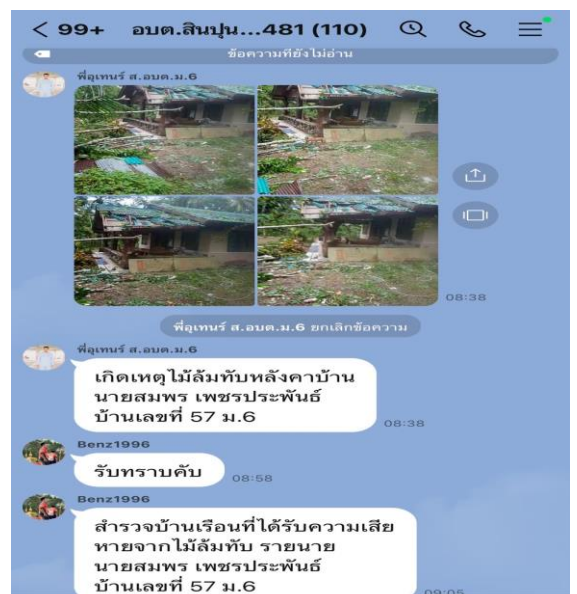 99+ อบต.สินปุน...481 (110)
ข้อความที่ยังไม่อ่าน
พี่อุเทนร์ ส.อบต.ม.6
08:38
พี่อุเทนร์ ส.อบต.ม.6 ยกเลิกข้อความ
พี่อุเทนร์ ส.อบต.ม.6
เกิดเหตุไม้ล้มทับหลังคาบ้าน
นายสมพร เพชรประพันธ์
บ้านเลขที่ 57 ม.6
08:38
Benz1996
รับทราบคับ
08:58
Benz1996
สำรวจบ้านเรือนที่ได้รับความเสีย
หายจากไม้ล้มทับ รายนาย
นายสมพร เพชรประพันธ์
บ้านเลขที่ 57 ม.6
09:05